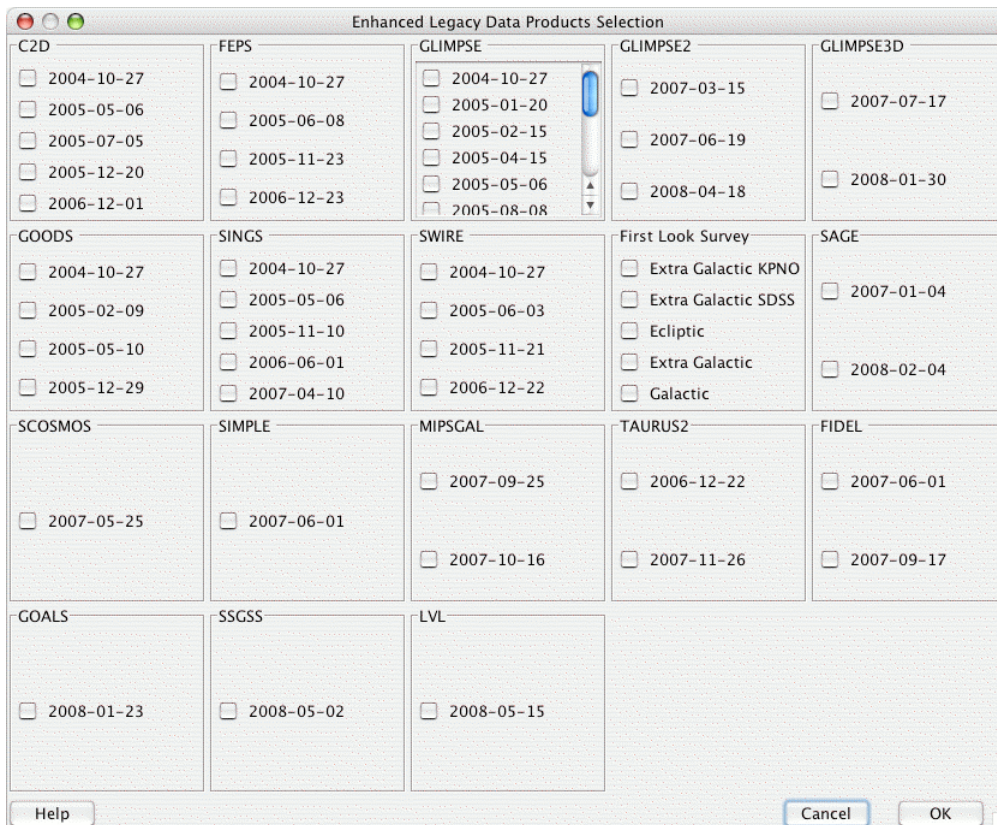 Enhanced Legacy Data Products Selection
C2D
2004-10-27
2005-05-06
2005-07-05
2005-12-20
2006-12-01
FEPS
2004-10-27
2005-06-08
2005-11-23
2006-12-23
GLIMPSE
2004-10-27
2005-01-20
2005-02-15
2005-04-15
2005-05-06
2005-08-08
GLIMPSE2
2007-03-15
2007-06-19
2008-04-18
GLIMPSE3D
2007-07-17
2008-01-30
GOODS
2004-10-27
2005-02-09
2005-05-10
2005-12-29
SINGS
2004-10-27
2005-05-06
2005-11-10
2006-06-01
2007-04-10
SWIRE
2004-10-27
2005-06-03
2005-11-21
2006-12-22
First Look Survey
Extra Galactic KPNO
Extra Galactic SDSS
Ecliptic
Extra Galactic
Galactic
SAGE
2007-01-04
2008-02-04
SCOSMOS
2007-05-25
SIMPLE
2007-06-01
MIPSGAL
2007-09-25
2007-10-16
TAURUS2
2006-12-22
2007-11-26
FIDEL
2007-06-01
2007-09-17
GOALS
2008-01-23
SSGSS
2008-05-02
LVL
2008-05-15
Help
Cancel
OK